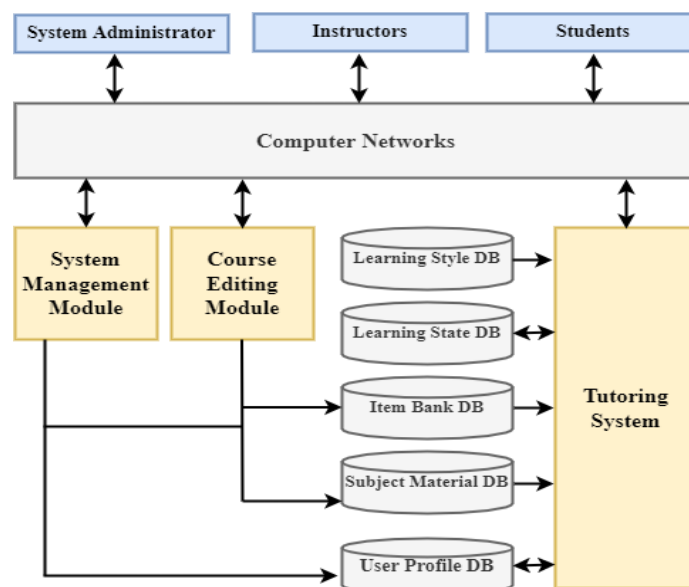 System Administrator
Instructors
Students
Computer Networks
System
Management
Module
Course
Editing
Module
Learning Style DB
Learning State DB
Item Bank DB
Subject Material DB
User Profile DB
Tutoring
System